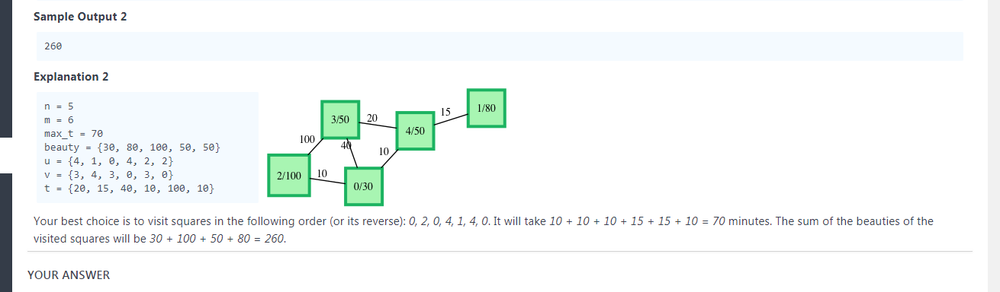 Sample Output 2
260
Explanation 2
n = 5
m = 6
max_t = 70
beauty = {30, 80, 100, 50, 50}
u = {4, 1, 0, 4, 2, 2}
v = {3, 4, 3, 0, 3, 0}
t = {20, 15, 40, 10, 100, 10}
1/80
15
3/50
20
4/50
100
40
10
2/100
10
0/30
Your best choice is to visit squares in the following order (or its reverse): 0, 2, 0, 4, 1, 4, 0. It will take 10 + 10 + 10 + 15 + 15 + 10 = 70 minutes. The sum of the beauties of the
visited squares will be 30 + 100 + 50 + 80 = 260.
YOUR ANSWER